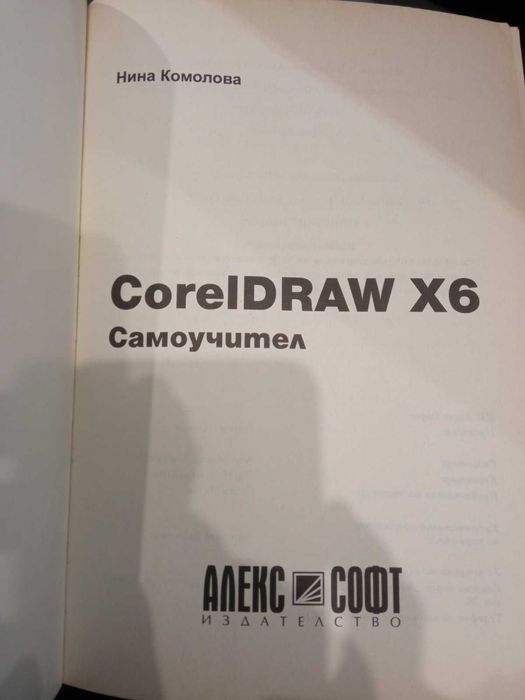 Нина Комолова
CorelDRAW X6
Самоучител
АЛЕКС СОФТ
ИЗДАТЕЛСТВО